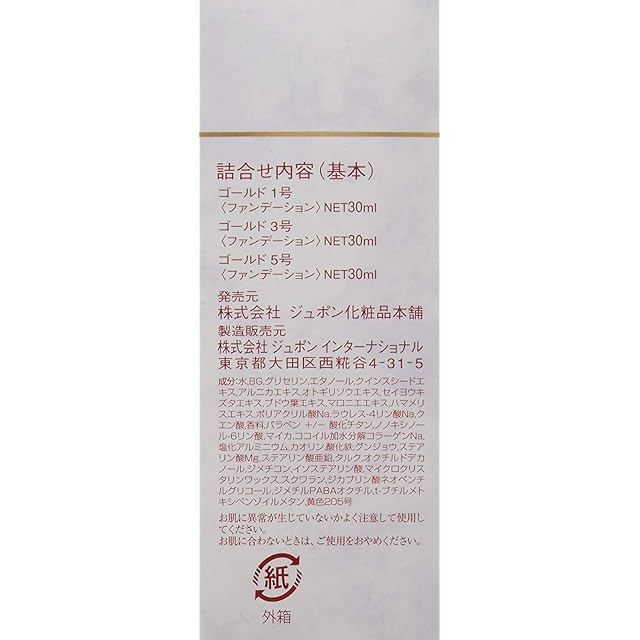 詰合せ内容（基本）
ゴールド 1号
〈ファンデーション〉NET30ml
ゴールド 3号
〈ファンデーション〉NET30ml
ゴールド 5号
〈ファンデーション〉NET30ml
発売元
株式会社 ジュポン化粧品本舗
製造販売元
株式会社 ジュポン インターナショナル
東京都大田区西糀谷4-31-5
成分:水,BG,グリセリン,エタノール,クインスシードエ
キス,アルニカエキス,オトギリソウエキス,セイヨウキ
ズタエキス,ブドウ葉エキス,マロニエエキス,ハマメリ
スエキス,ポリアクリル酸Na,ラウレス-4リン酸Na,ク
エン酸,香料,パラベン +/− 酸化チタン,ノノキシノ
ール-6リン酸,マイカ,ココイル加水分解コラーゲンNa,
塩化アルミニウム,カオリン,酸化鉄,グンジョウ,ステア
リン酸Mg,ステアリン酸亜鉛,タルク,オクチルドデカ
ノール,ジメチコン,イソステアリン酸,マイクロクリス
タリンワックス,スクワラン,ジカプリン酸ネオペンチ
ルグリコール,ジメチルPABAオクチル,t-ブチルメト
キシベンゾイルメタン,黄色205号
お肌に異常が生じていないかよく注意して使用し
てください。
お肌に合わないときは、ご使用をおやめください。
紙
外箱